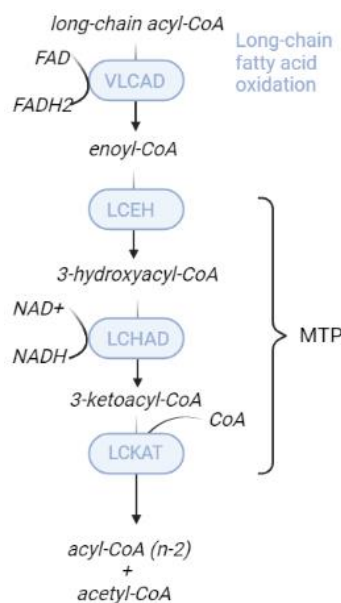 long-chain acyl-CoA
Long-chain
fatty acid
oxidation
FAD
VLCAD
FADH2
enoyl-CoA
LCEH
3-hydroxyacyl-CoA
NAD+
LCHAD
NADH
MTP
3-ketoacyl-CoA
CoA
LCKAT
acyl-CoA (n-2)
+
acetyl-CoA